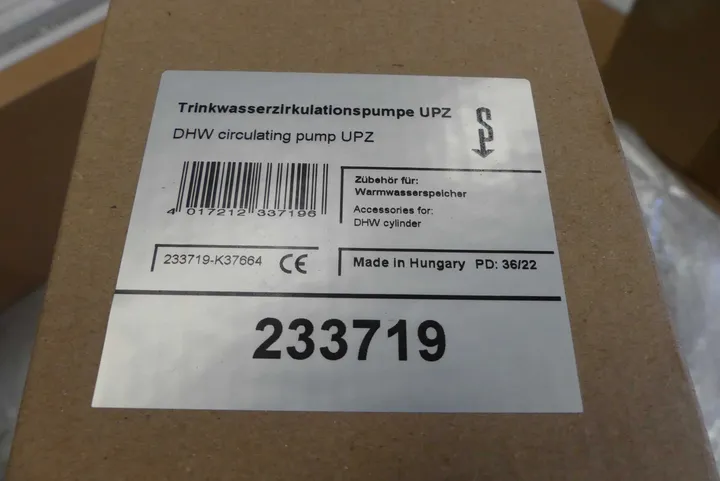 Trinkwasserzirkulationspumpe UPZ
DHW circulating pump UPZ
4 017212 337196
Zübehör für:
Warmwasserspeicher
Accessories for:
DHW cylinder
233719-K37664 CE
Made in Hungary PD: 36/22
233719